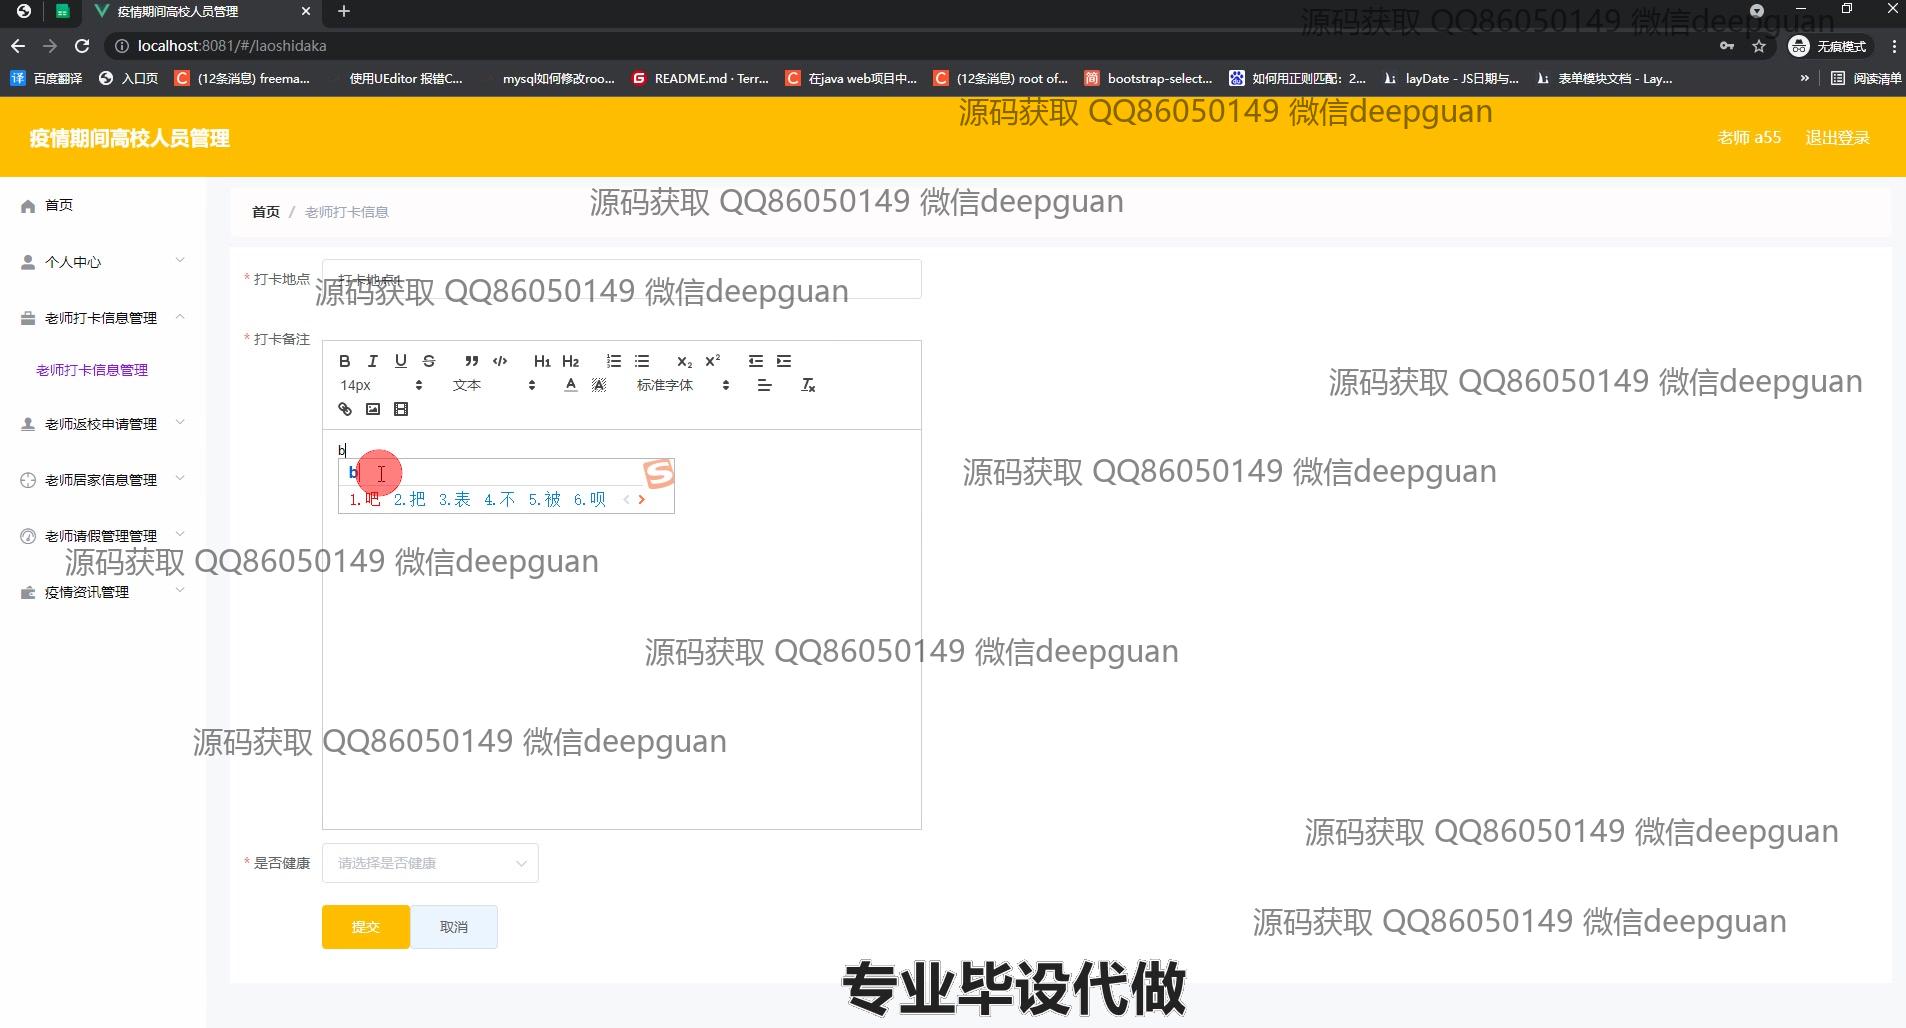 疫情期间高校人员管理
源码获取 QQ86050149 微信deepguan
localhost:8081/#/laoshidaka
无痕模式
百度翻译 入口页 (12条消息) freema... 使用UEditor 报错C... mysql如何修改roo... README.md · Terr... 在java web项目中... (12条消息) root of... bootstrap-select... 如何用正则匹配：2... layDate - JS日期与... 表单模块文档 - Lay... » 阅读清单
源码获取 QQ86050149 微信deepguan
疫情期间高校人员管理 老师 a55 退出登录
首页
源码获取 QQ86050149 微信deepguan
首页 / 老师打卡信息
个人中心
* 打卡地点 打卡地点1
源码获取 QQ86050149 微信deepguan
老师打卡信息管理
* 打卡备注
B I U S ” </> H1 H2 X2 X2
老师打卡信息管理
14px 文本 A A 标准字体 Tx
源码获取 QQ86050149 微信deepguan
老师返校申请管理
b
源码获取 QQ86050149 微信deepguan
b
S
老师居家信息管理
1.吧 2.把 3.表 4.不 5.被 6.呗
老师请假管理管理
源码获取 QQ86050149 微信deepguan
疫情资讯管理
源码获取 QQ86050149 微信deepguan
源码获取 QQ86050149 微信deepguan
源码获取 QQ86050149 微信deepguan
* 是否健康 请选择是否健康
源码获取 QQ86050149 微信deepguan
提交 取消
专业毕设代做